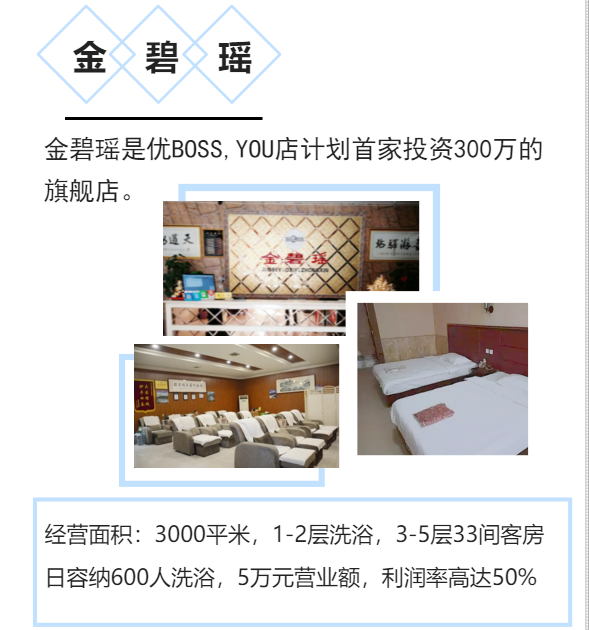 金碧瑶
金碧瑶是优BOSS,YOU店计划首家投资300万的
旗舰店。
金碧瑶
经营面积：3000平米，1-2层洗浴，3-5层33间客房
日容纳600人洗浴，5万元营业额，利润率高达50%